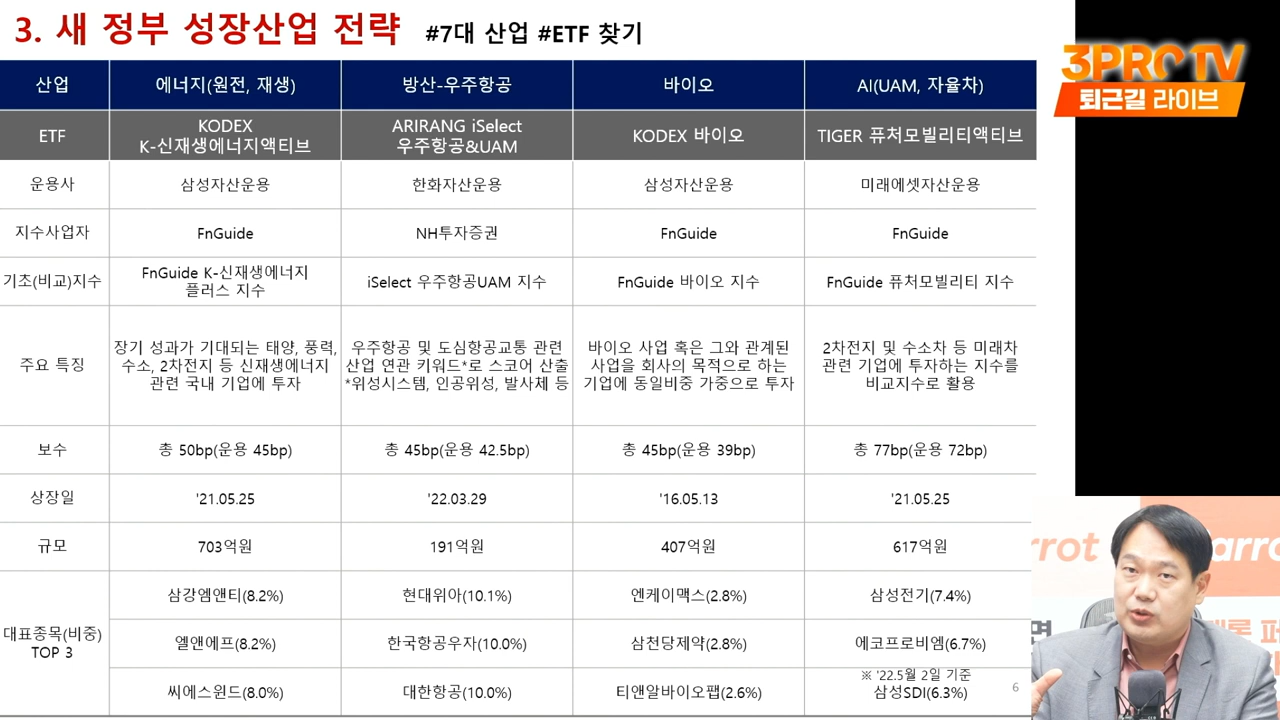 3. 새 정부 성장산업 전략 #7대 산업 #ETF 찾기
3PRO TV
퇴근길 라이브
산업 에너지(원전, 재생) 방산-우주항공 바이오 AI(UAM, 자율차)
ETF KODEX K-신재생에너지액티브 ARIRANG iSelect 우주항공&UAM KODEX 바이오 TIGER 퓨처모빌리티액티브
운용사 삼성자산운용 한화자산운용 삼성자산운용 미래에셋자산운용
지수사업자 FnGuide NH투자증권 FnGuide FnGuide
기초(비교)지수 FnGuide K-신재생에너지 플러스 지수 iSelect 우주항공UAM 지수 FnGuide 바이오 지수 FnGuide 퓨처모빌리티 지수
주요 특징
장기 성과가 기대되는 태양, 풍력,
수소, 2차전지 등 신재생에너지
관련 국내 기업에 투자
우주항공 및 도심항공교통 관련
산업 연관 키워드*로 스코어 산출
*위성시스템, 인공위성, 발사체 등
바이오 사업 혹은 그와 관계된
사업을 회사의 목적으로 하는
기업에 동일비중 가중으로 투자
2차전지 및 수소차 등 미래차
관련 기업에 투자하는 지수를
비교지수로 활용
보수 총 50bp(운용 45bp) 총 45bp(운용 42.5bp) 총 45bp(운용 39bp) 총 77bp(운용 72bp)
상장일 '21.05.25 '22.03.29 '16.05.13 '21.05.25
규모 703억원 191억원 407억원 617억원
대표종목(비중)
TOP 3
삼강엠앤티(8.2%) 현대위아(10.1%) 엔케이맥스(2.8%) 삼성전기(7.4%)
엘앤에프(8.2%) 한국항공우자(10.0%) 삼천당제약(2.8%) 에코프로비엠(6.7%)
씨에스윈드(8.0%) 대한항공(10.0%) 티앤알바이오팹(2.6%) 삼성SDI(6.3%)
※ '22.5월 2일 기준
6
rrot
arro